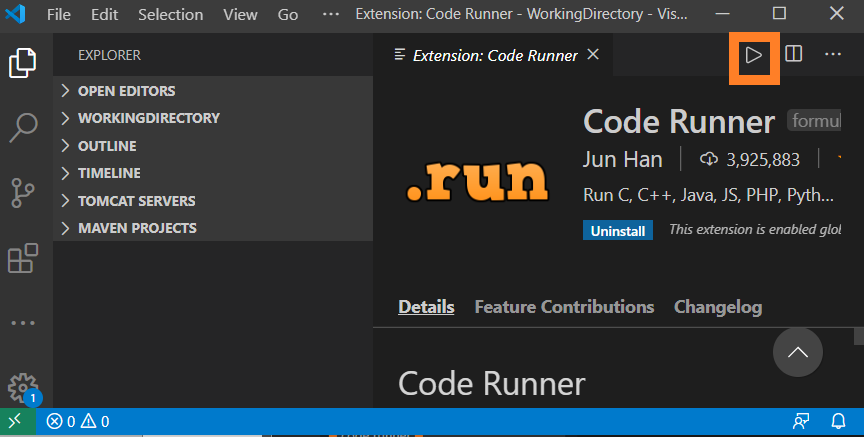 File Edit Selection View Go ··· Extension: Code Runner - WorkingDirectory - Vis...
EXPLORER
OPEN EDITORS
WORKINGDIRECTORY
OUTLINE
TIMELINE
TOMCAT SERVERS
MAVEN PROJECTS
Extension: Code Runner
.run
Code Runner formul
Jun Han 3,925,883
Run C, C++, Java, JS, PHP, Pyth...
Uninstall This extension is enabled glob
Details Feature Contributions Changelog
Code Runner
1
0 0